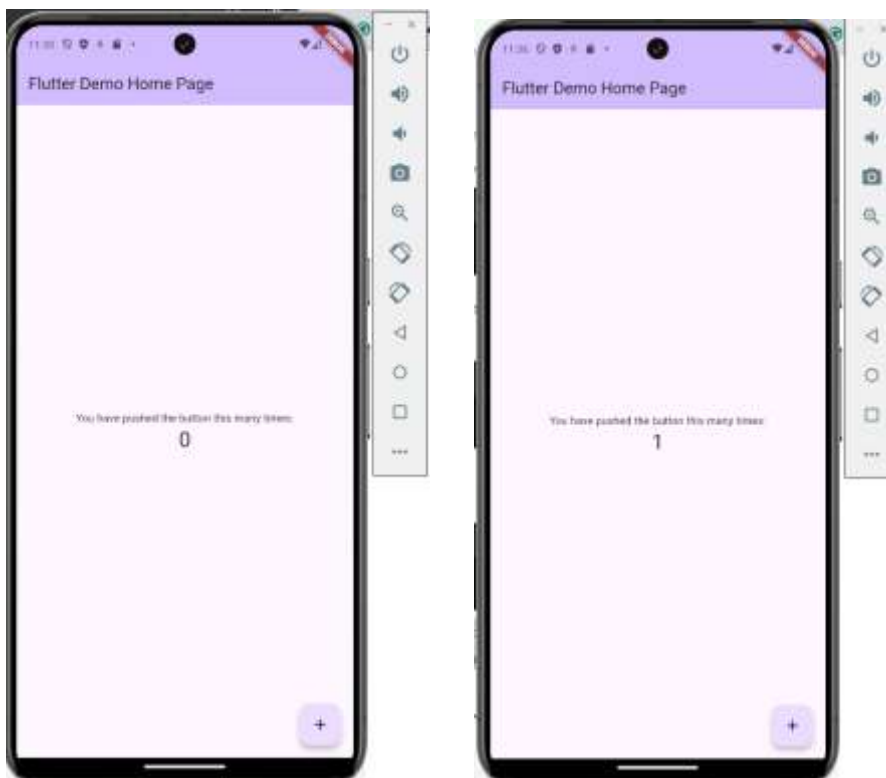 Flutter Demo Home Page
You have pushed the button this many times:
0
Flutter Demo Home Page
You have pushed the button this many times:
1